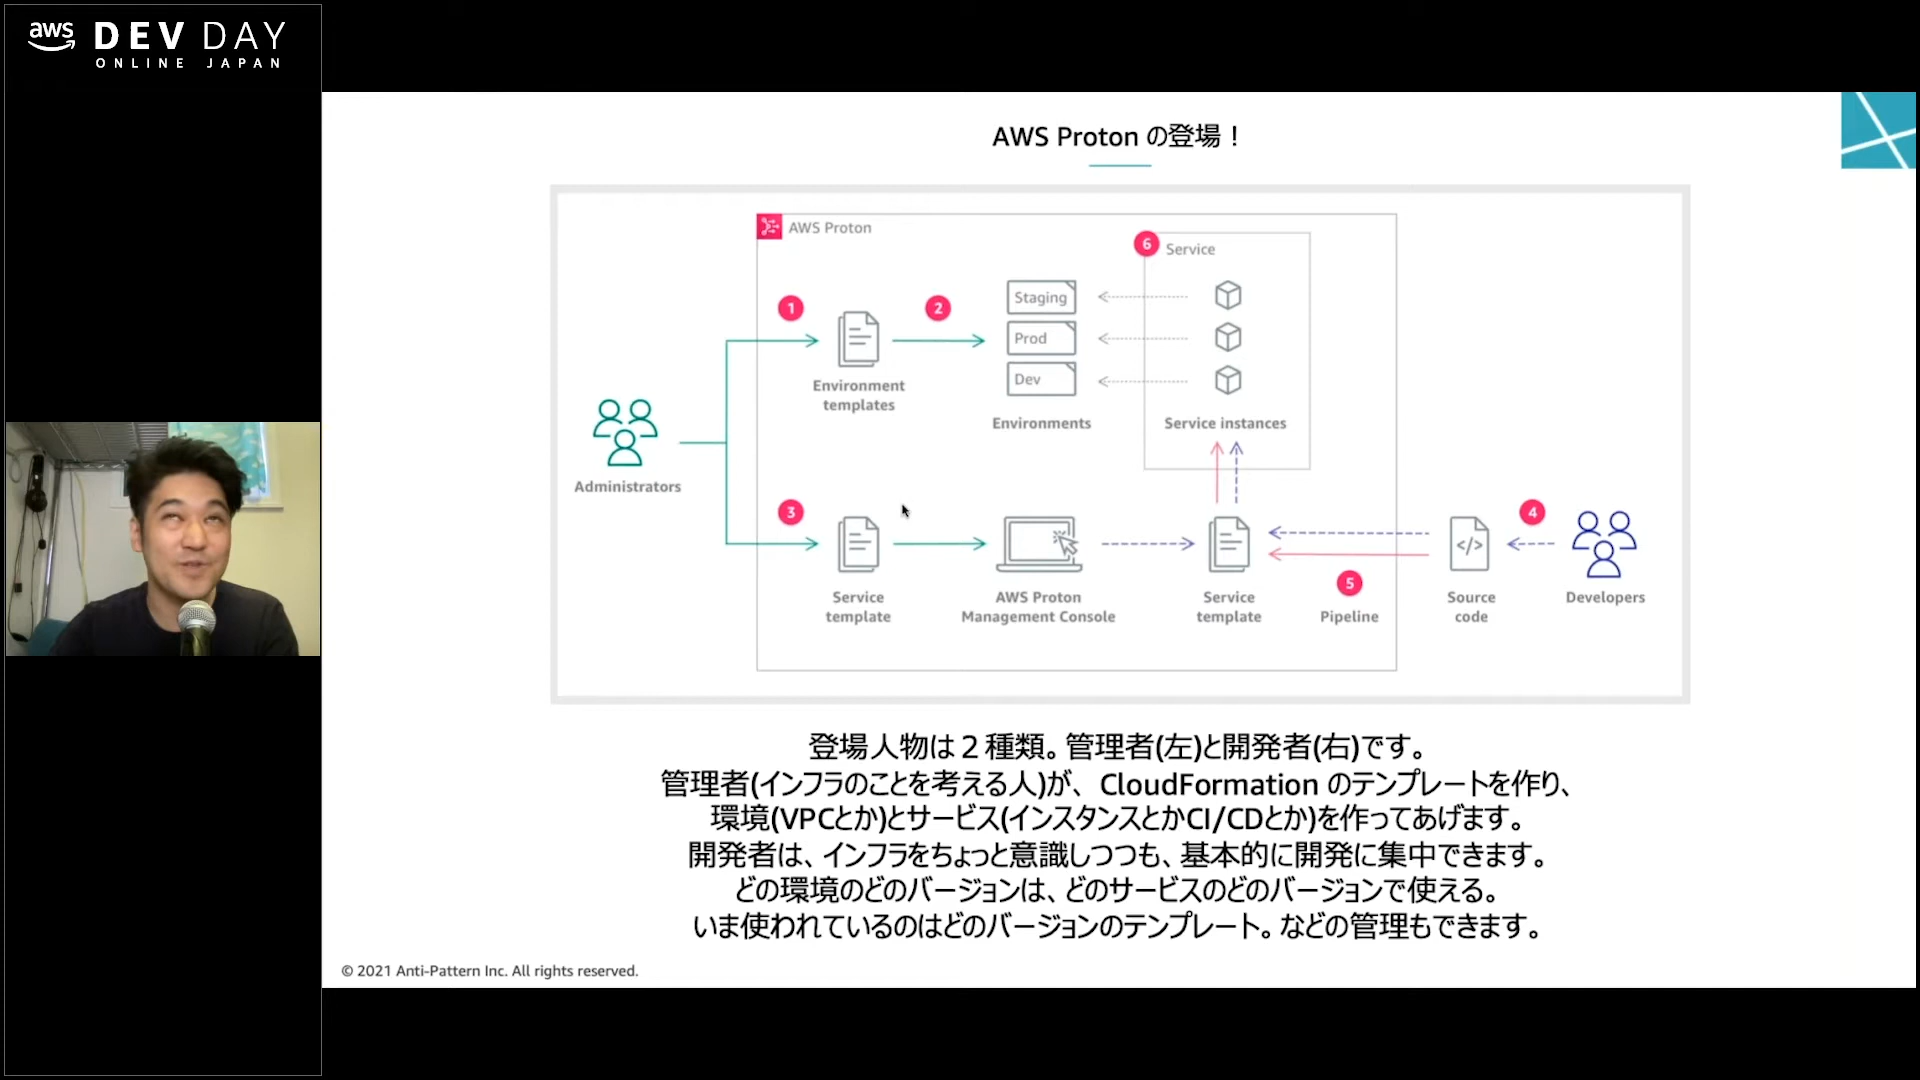 aws DEV DAY
ONLINE JAPAN
AWS Proton の登場！
AWS Proton
6
Service
1
2
Staging
Prod
Dev
Environment
templates
Environments
Service instances
Administrators
3
4
5
Service
template
AWS Proton
Management Console
Service
template
Pipeline
</>
Source
code
Developers
登場人物は２種類。管理者(左)と開発者(右)です。
管理者(インフラのことを考える人)が、CloudFormation のテンプレートを作り、
環境(VPCとか)とサービス(インスタンスとかCI/CDとか)を作ってあげます。
開発者は、インフラをちょっと意識しつつも、基本的に開発に集中できます。
どの環境のどのバージョンは、どのサービスのどのバージョンで使える。
いま使われているのはどのバージョンのテンプレート。などの管理もできます。
© 2021 Anti-Pattern Inc. All rights reserved.